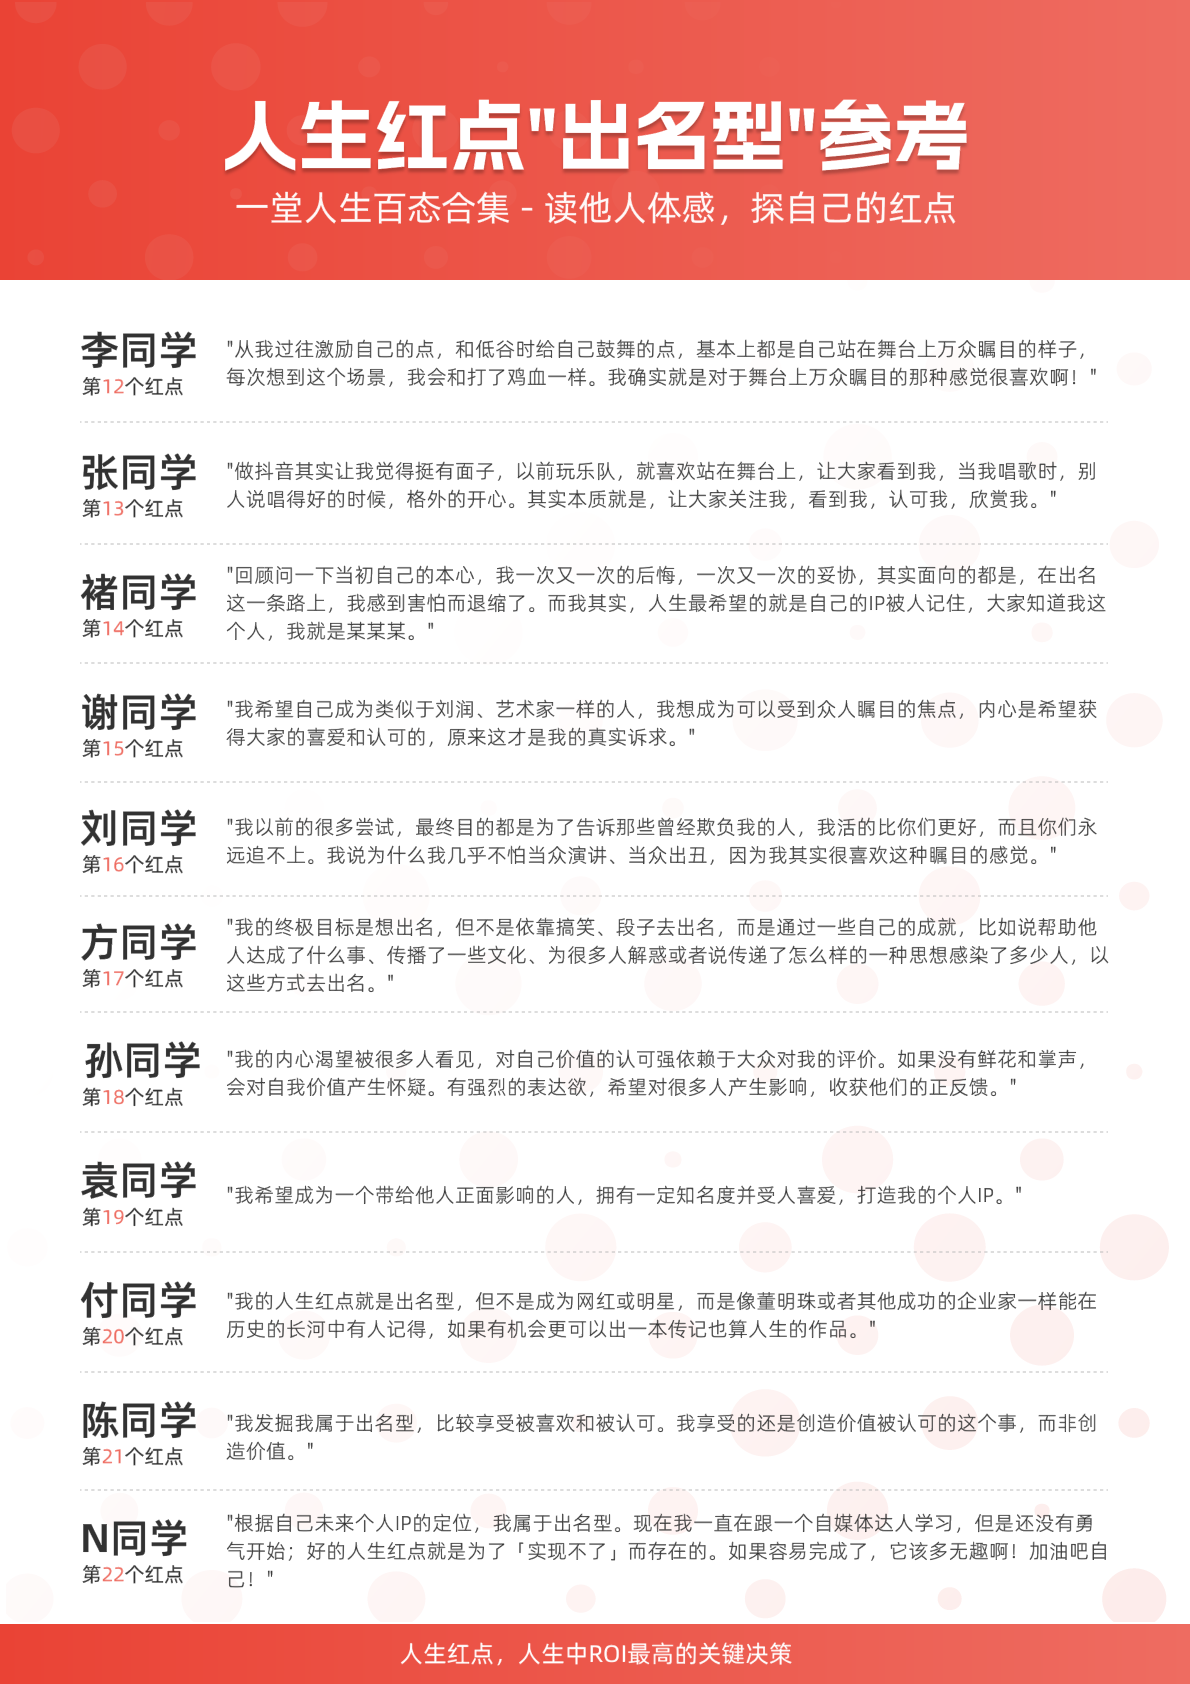 人生红点"出名型"参考
一堂人生百态合集 - 读他人体感，探自己的红点
李同学
第12个红点
"从我过往激励自己的点，和低谷时给自己鼓舞的点，基本上都是自己站在舞台上万众瞩目的样子，
每次想到这个场景，我会和打了鸡血一样。我确实就是对于舞台上万众瞩目的那种感觉很喜欢啊！"
张同学
第13个红点
"做抖音其实让我觉得挺有面子，以前玩乐队，就喜欢站在舞台上，让大家看到我，当我唱歌时，别
人说唱得好的时候，格外的开心。其实本质就是，让大家关注我，看到我，认可我，欣赏我。"
褚同学
第14个红点
"回顾问一下当初自己的本心，我一次又一次的后悔，一次又一次的妥协，其实面向的都是，在出名
这一条路上，我感到害怕而退缩了。而我其实，人生最希望的就是自己的IP被人记住，大家知道我这
个人，我就是某某某。"
谢同学
第15个红点
"我希望自己成为类似于刘润、艺术家一样的人，我想成为可以受到众人瞩目的焦点，内心是希望获
得大家的喜爱和认可的，原来这才是我的真实诉求。"
刘同学
第16个红点
"我以前的很多尝试，最终目的都是为了告诉那些曾经欺负我的人，我活的比你们更好，而且你们永
远追不上。我说为什么我几乎不怕当众演讲、当众出丑，因为我其实很喜欢这种瞩目的感觉。"
方同学
第17个红点
"我的终极目标是想出名，但不是依靠搞笑、段子去出名，而是通过一些自己的成就，比如说帮助他
人达成了什么事、传播了一些文化、为很多人解惑或者说传递了怎么样的一种思想感染了多少人，以
这些方式去出名。"
孙同学
第18个红点
"我的内心渴望被很多人看见，对自己价值的认可强依赖于大众对我的评价。如果没有鲜花和掌声，
会对自我价值产生怀疑。有强烈的表达欲，希望对很多人产生影响，收获他们的正反馈。"
袁同学
第19个红点
"我希望成为一个带给他人正面影响的人，拥有一定知名度并受人喜爱，打造我的个人IP。"
付同学
第20个红点
"我的人生红点就是出名型，但不是成为网红或明星，而是像董明珠或者其他成功的企业家一样能在
历史的长河中有人记得，如果有机会更可以出一本传记也算人生的作品。"
陈同学
第21个红点
"我发掘我属于出名型，比较享受被喜欢和被认可。我享受的还是创造价值被认可的这个事，而非创
造价值。"
N同学
第22个红点
"根据自己未来个人IP的定位，我属于出名型。现在我一直在跟一个自媒体达人学习，但是还没有勇
气开始；好的人生红点就是为了「实现不了」而存在的。如果容易完成了，它该多无趣啊！加油吧自
己！"
人生红点，人生中ROI最高的关键决策